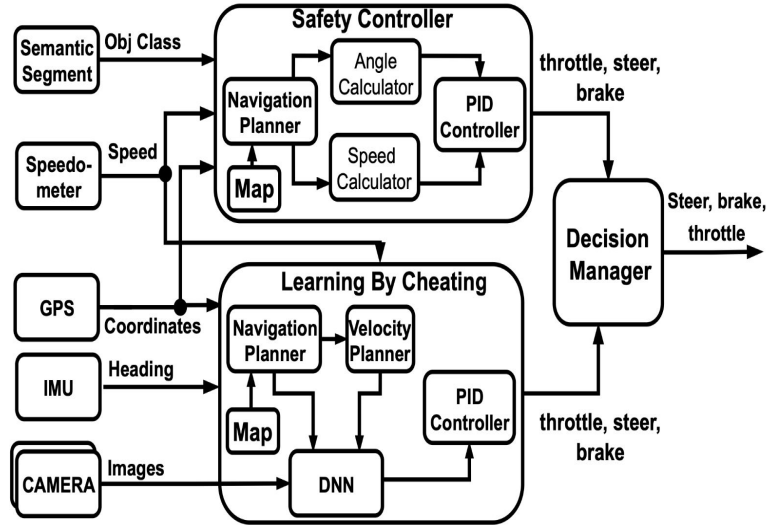 Safety Controller
Semantic
Segment
Obj Class
Angle
Calculator
Navigation
Planner
PID
Controller
Speed
Calculator
Map
throttle, steer,
brake
Speedo-
meter
Speed
Decision
Manager
Steer, brake,
throttle
Learning By Cheating
GPS
Coordinates
Navigation
Planner
Velocity
Planner
IMU
Heading
PID
Controller
Map
throttle, steer,
brake
CAMERA
Images
DNN